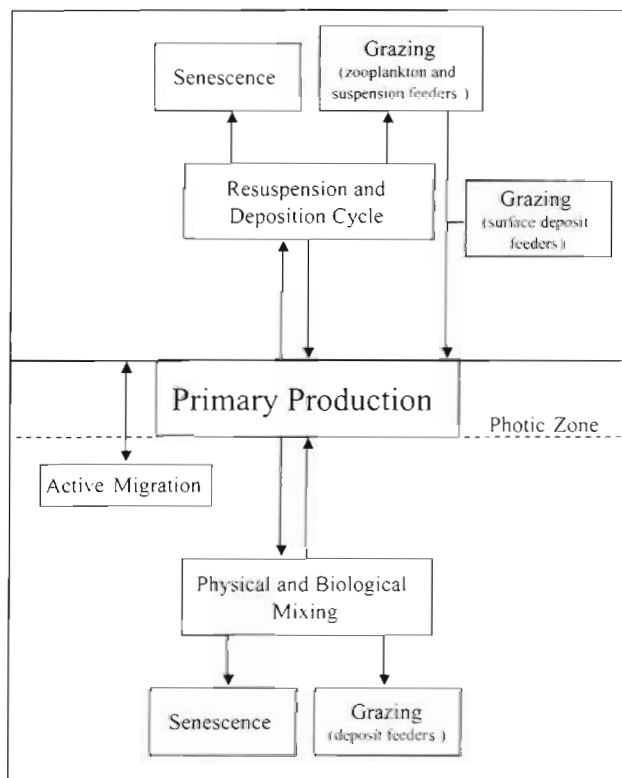 Grazing
(zooplankton and
suspension feeders )
Senescence
Resuspension and
Deposition Cycle
Grazing
(surface deposit
feeders)
Primary Production
Photic Zone
Active Migration
Physical and Biological
Mixing
Senescence
Grazing
(deposit feeders )